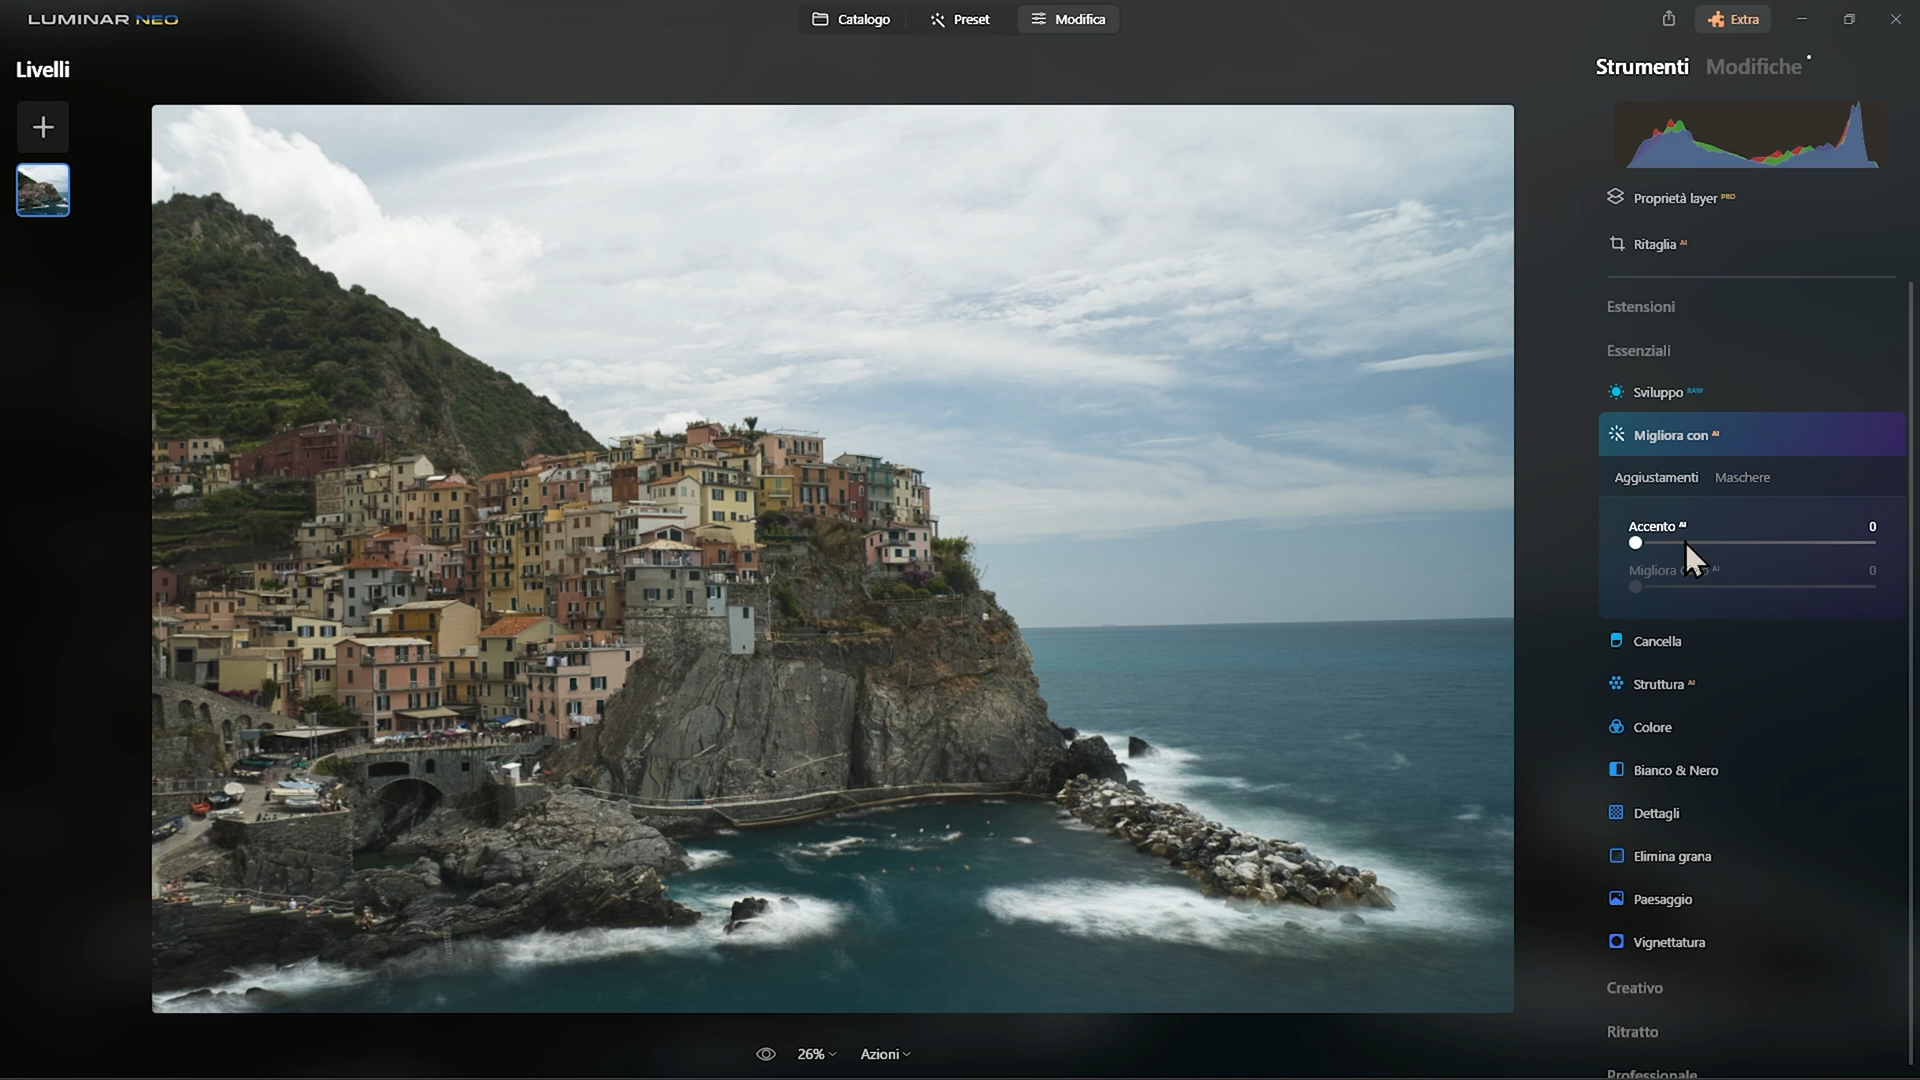 LUMINAR NEO
Catalogo
Preset
Modifica
Extra
Livelli
Strumenti Modifiche
Proprietà layer PRO
Ritaglia AI
Estensioni
Essenziali
Sviluppo RAW
Migliora con AI
Aggiustamenti Maschere
Accento AI 0
Migliora AI 0
Cancella
Struttura AI
Colore
Bianco & Nero
Dettagli
Elimina grana
Paesaggio
Vignettatura
Creativo
Ritratto
Professionale
26% Azioni